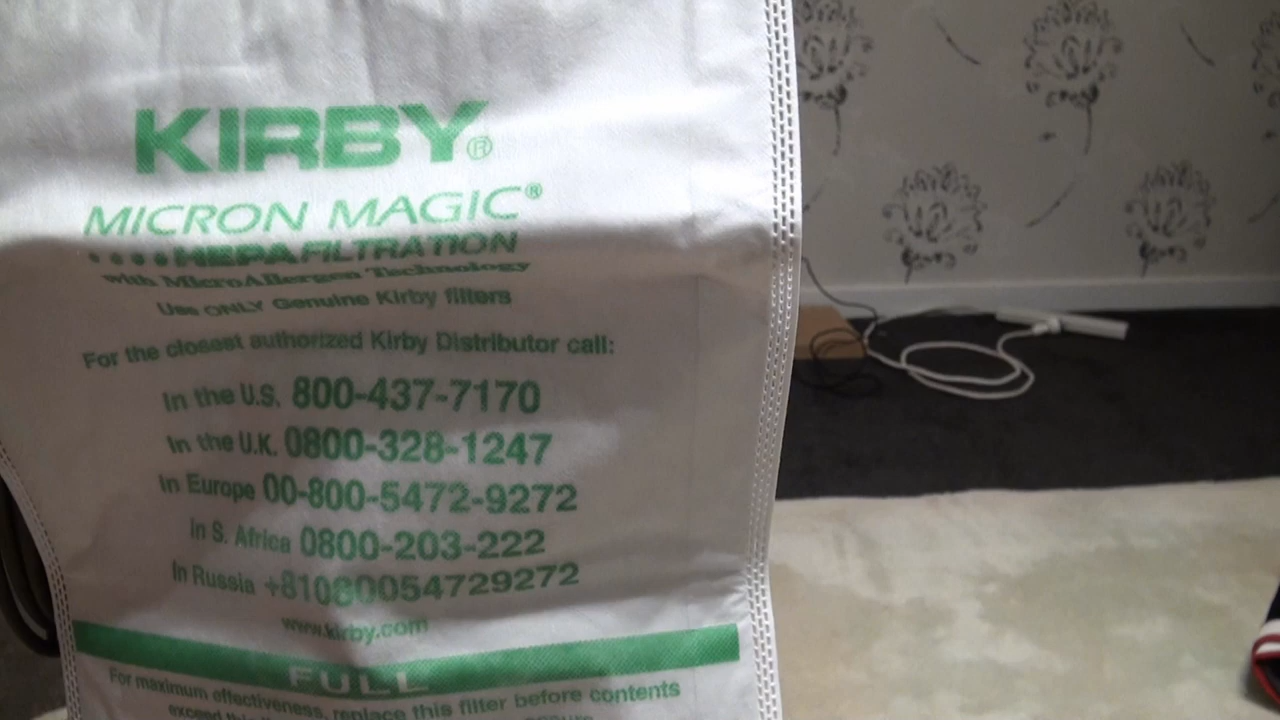 KIRBY®
MICRON MAGIC®
HEPA FILTRATION
with MicroAllergen Technology
Use ONLY Genuine Kirby filters
For the closest authorized Kirby Distributor call:
In the U.S. 800-437-7170
In the U.K. 0800-328-1247
In Europe 00-800-5472-9272
In S. Africa 0800-203-222
In Russia +81080054729272
www.kirby.com
FULL
For maximum effectiveness, replace this filter before contents
exceed this